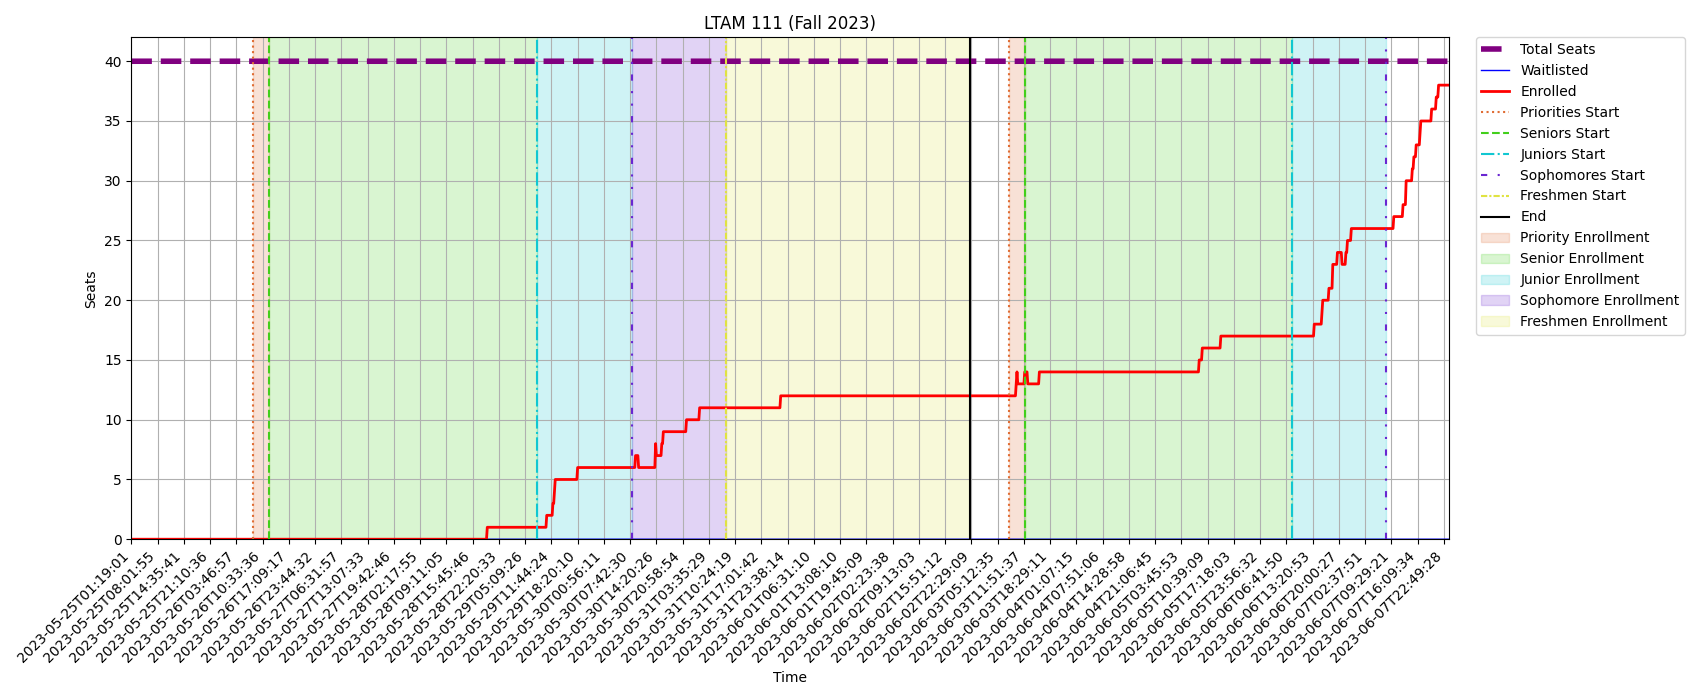 LTAM 111 (Fall 2023)
Seats
40
35
30
25
20
15
10
5
0
2023-05-25T01:19:01
2023-05-25T08:01:55
2023-05-25T14:35:41
2023-05-25T21:10:36
2023-05-26T03:46:57
2023-05-26T10:33:36
2023-05-26T17:09:17
2023-05-26T23:44:32
2023-05-27T06:31:57
2023-05-27T13:07:33
2023-05-27T19:42:46
2023-05-28T02:17:55
2023-05-28T09:11:05
2023-05-28T15:45:46
2023-05-28T22:20:33
2023-05-29T05:09:26
2023-05-29T11:44:24
2023-05-29T18:20:10
2023-05-30T00:56:11
2023-05-30T07:42:30
2023-05-30T14:20:26
2023-05-30T20:58:54
2023-05-31T03:35:29
2023-05-31T10:24:19
2023-05-31T17:01:42
2023-05-31T23:38:14
2023-06-01T06:31:10
2023-06-01T13:08:10
2023-06-01T19:45:09
2023-06-02T02:23:38
2023-06-02T09:13:03
2023-06-02T15:51:12
2023-06-02T22:29:09
2023-06-03T05:12:35
2023-06-03T11:51:37
2023-06-03T18:29:11
2023-06-04T01:07:15
2023-06-04T07:51:06
2023-06-04T14:28:58
2023-06-04T21:06:45
2023-06-05T03:45:53
2023-06-05T10:39:09
2023-06-05T17:18:03
2023-06-05T23:56:32
2023-06-06T06:41:50
2023-06-06T13:20:53
2023-06-06T20:00:27
2023-06-07T02:37:51
2023-06-07T09:29:21
2023-06-07T16:09:34
2023-06-07T22:49:28
Time
Total Seats
Waitlisted
Enrolled
Priorities Start
Seniors Start
Juniors Start
Sophomores Start
Freshmen Start
End
Priority Enrollment
Senior Enrollment
Junior Enrollment
Sophomore Enrollment
Freshmen Enrollment